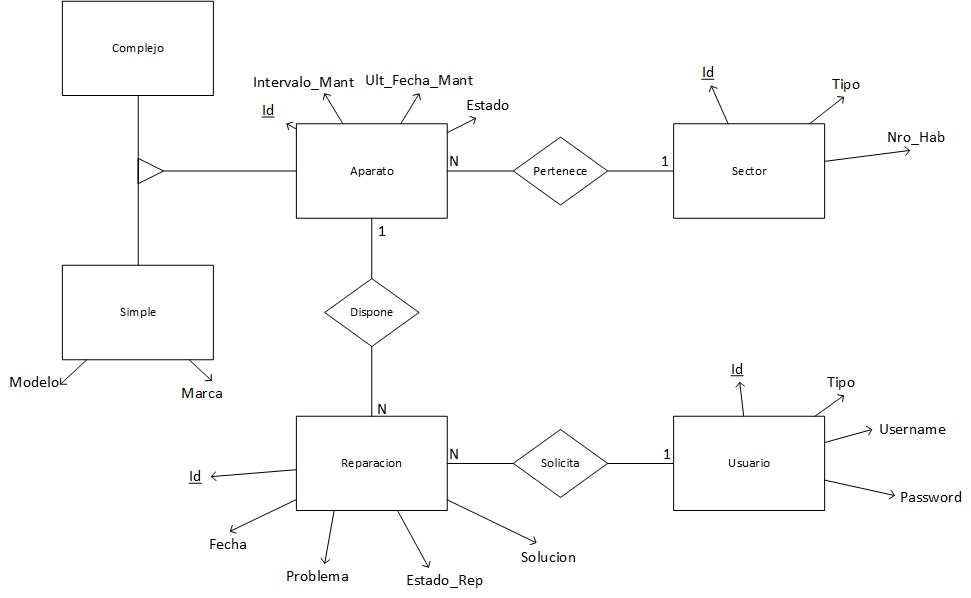 Complejo
Id
Intervalo_Mant
Ult_Fecha_Mant
Estado
Id
Tipo
Nro_Hab
Aparato
N
Pertenece
1
Sector
1
Dispone
Simple
Modelo
Marca
N
Id
Tipo
Username
Password
Reparacion
N
Solicita
1
Usuario
Id
Fecha
Problema
Estado_Rep
Solucion